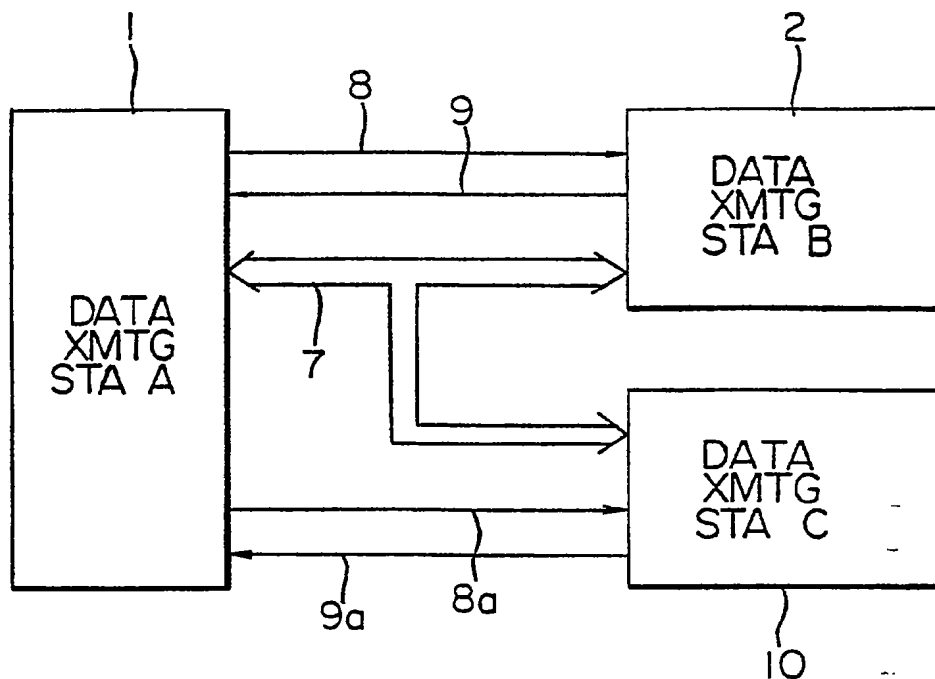 1
2
8
9
DATA
XMTG
STA A
DATA
XMTG
STA B
7
DATA
XMTG
STA C
9a
8a
10